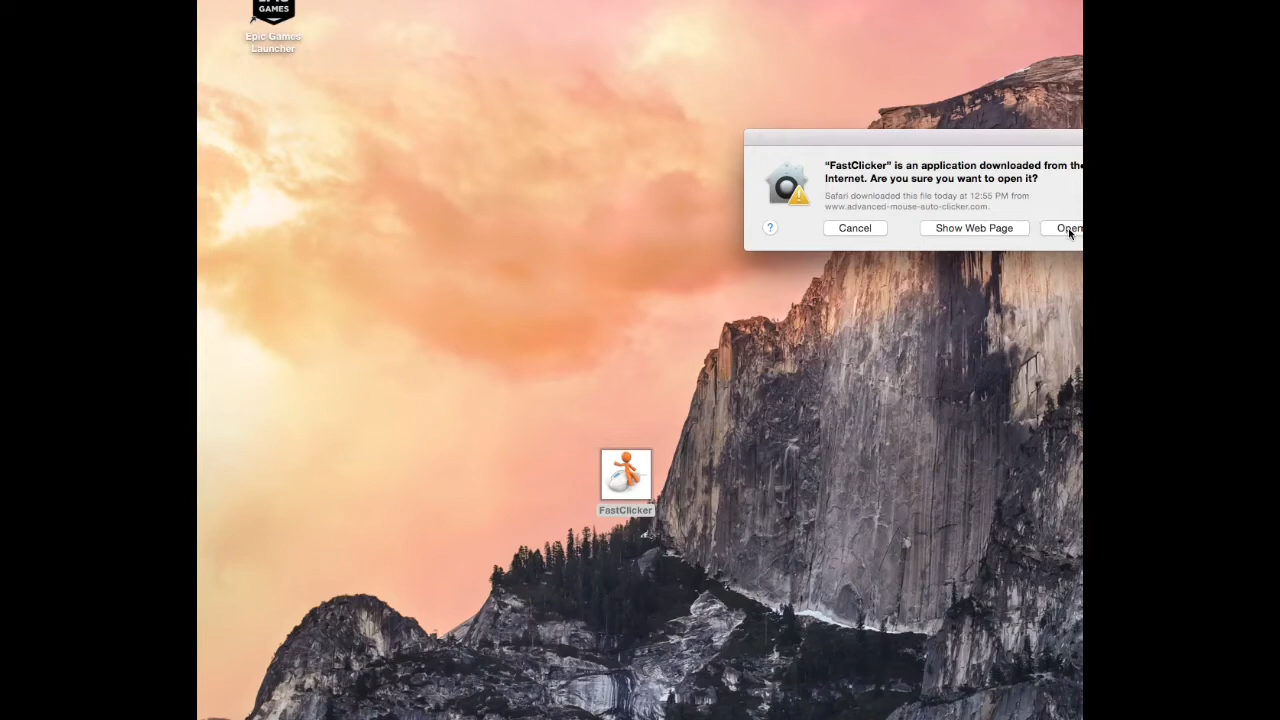 GAMES
Epic Games
Launcher
“FastClicker” is an application downloaded from the
Internet. Are you sure you want to open it?
Safari downloaded this file today at 12:55 PM from
www.advanced-mouse-auto-clicker.com.
?
Cancel
Show Web Page
Open
FastClicker